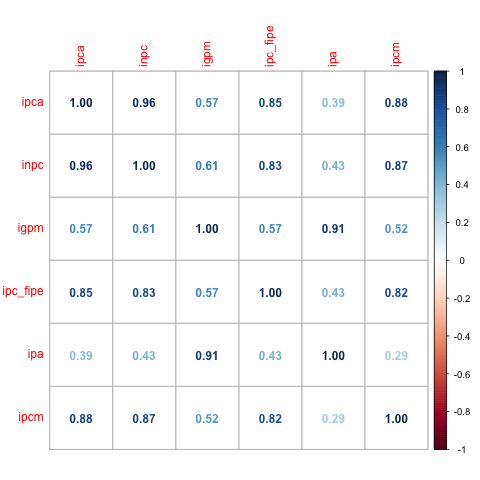 ipca inpc igpm ipc_fipe ipa ipcm
ipca 1.00 0.96 0.57 0.85 0.39 0.88
inpc 0.96 1.00 0.61 0.83 0.43 0.87
igpm 0.57 0.61 1.00 0.57 0.91 0.52
ipc_fipe 0.85 0.83 0.57 1.00 0.43 0.82
ipa 0.39 0.43 0.91 0.43 1.00 0.29
ipcm 0.88 0.87 0.52 0.82 0.29 1.00
1
0.8
0.6
0.4
0.2
0
-0.2
-0.4
-0.6
-0.8
-1